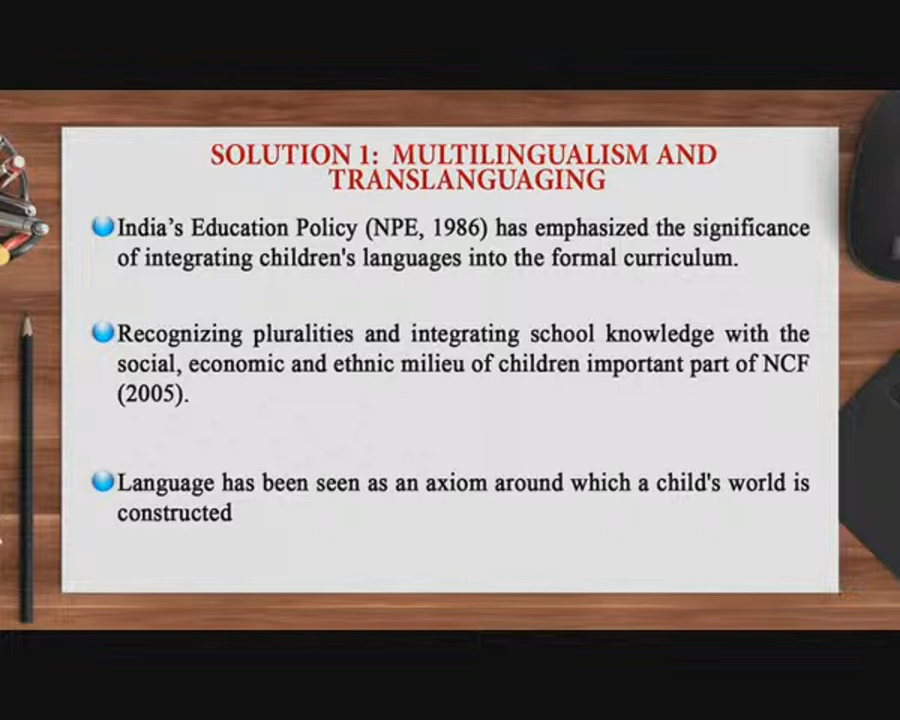 SOLUTION 1: MULTILINGUALISM AND
TRANSLANGUAGING
India’s Education Policy (NPE, 1986) has emphasized the significance
of integrating children's languages into the formal curriculum.
Recognizing pluralities and integrating school knowledge with the
social, economic and ethnic milieu of children important part of NCF
(2005).
Language has been seen as an axiom around which a child's world is
constructed